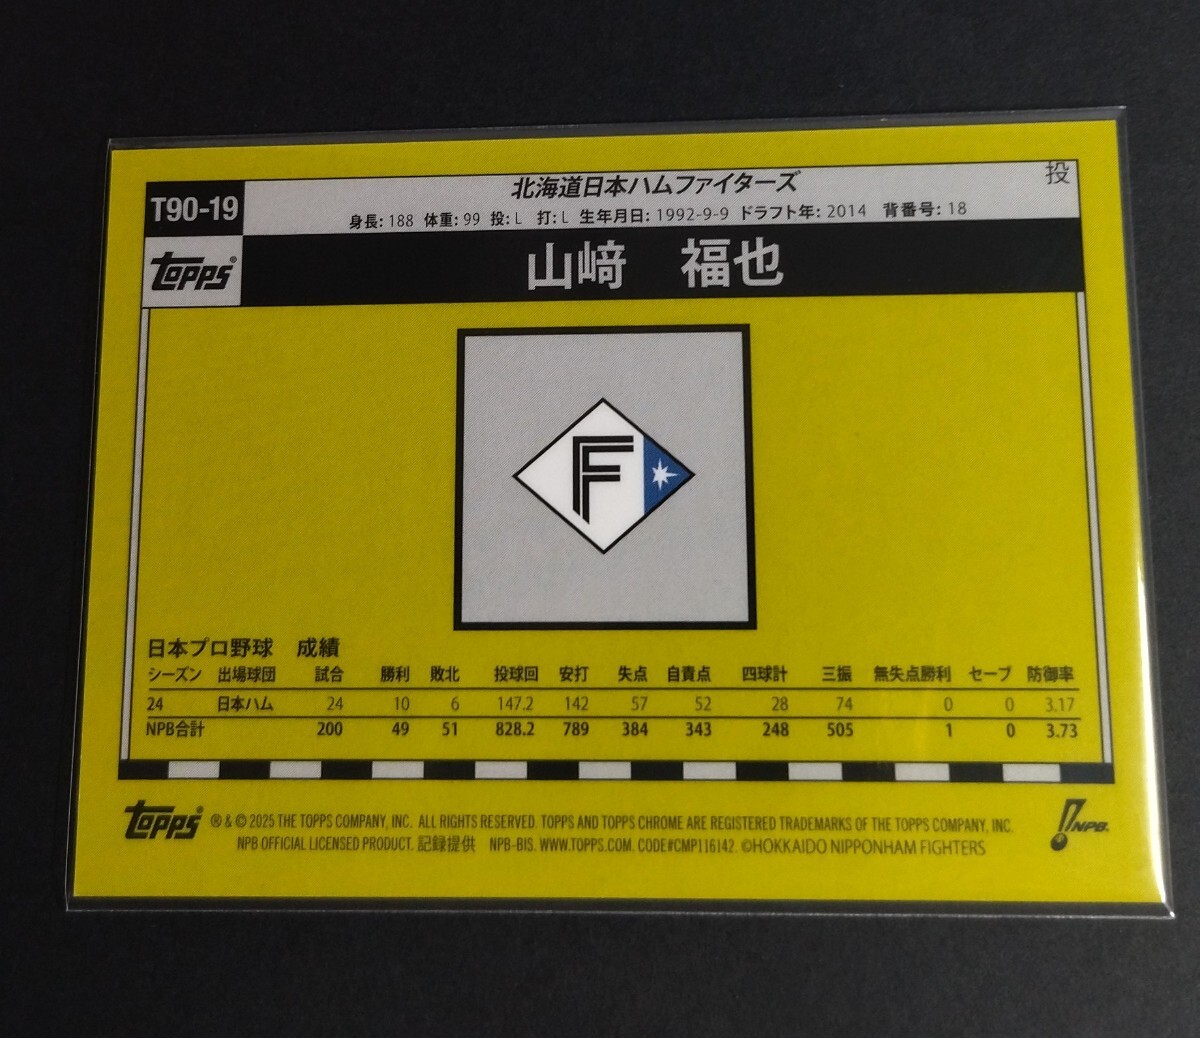 T90-19
北海道日本ハムファイターズ
投
身長: 188 体重: 99 投: L 打: L 生年月日: 1992-9-9 ドラフト年: 2014 背番号: 18
TOPPS®
山﨑 福也
F
日本プロ野球 成績
シーズン 出場球団 試合 勝利 敗北 投球回 安打 失点 自責点 四球計 三振 無失点勝利 セーブ 防御率
24 日本ハム 24 10 6 147.2 142 57 52 28 74 0 0 3.17
NPB合計 200 49 51 828.2 789 384 343 248 505 1 0 3.73
TOPPS® ® & © 2025 THE TOPPS COMPANY, INC. ALL RIGHTS RESERVED. TOPPS AND TOPPS CHROME ARE REGISTERED TRADEMARKS OF THE TOPPS COMPANY, INC.
NPB OFFICIAL LICENSED PRODUCT. 記録提供 NPB-BIS. WWW.TOPPS.COM. CODE#CMP116142. ©HOKKAIDO NIPPONHAM FIGHTERS
NPB.